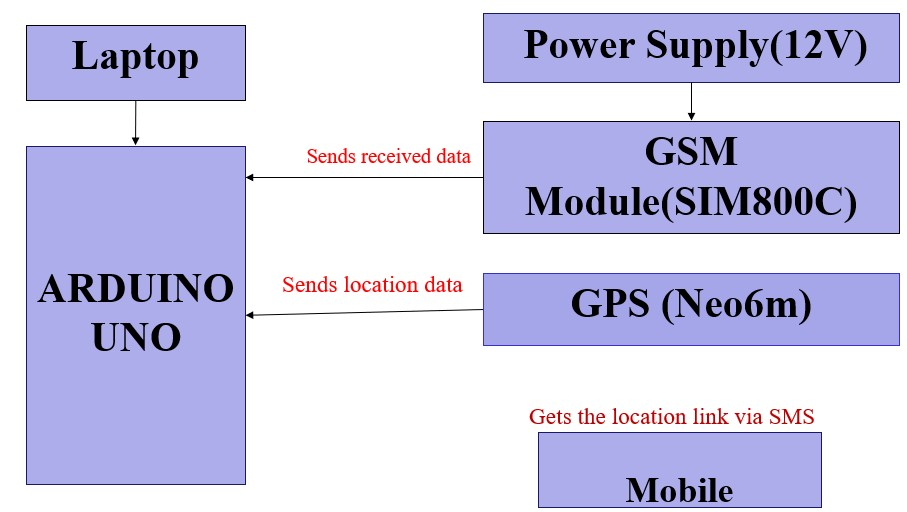 Laptop
Power Supply(12V)
Sends received data
GSM
Module(SIM800C)
ARDUINO
UNO
Sends location data
GPS (Neo6m)
Gets the location link via SMS
Mobile